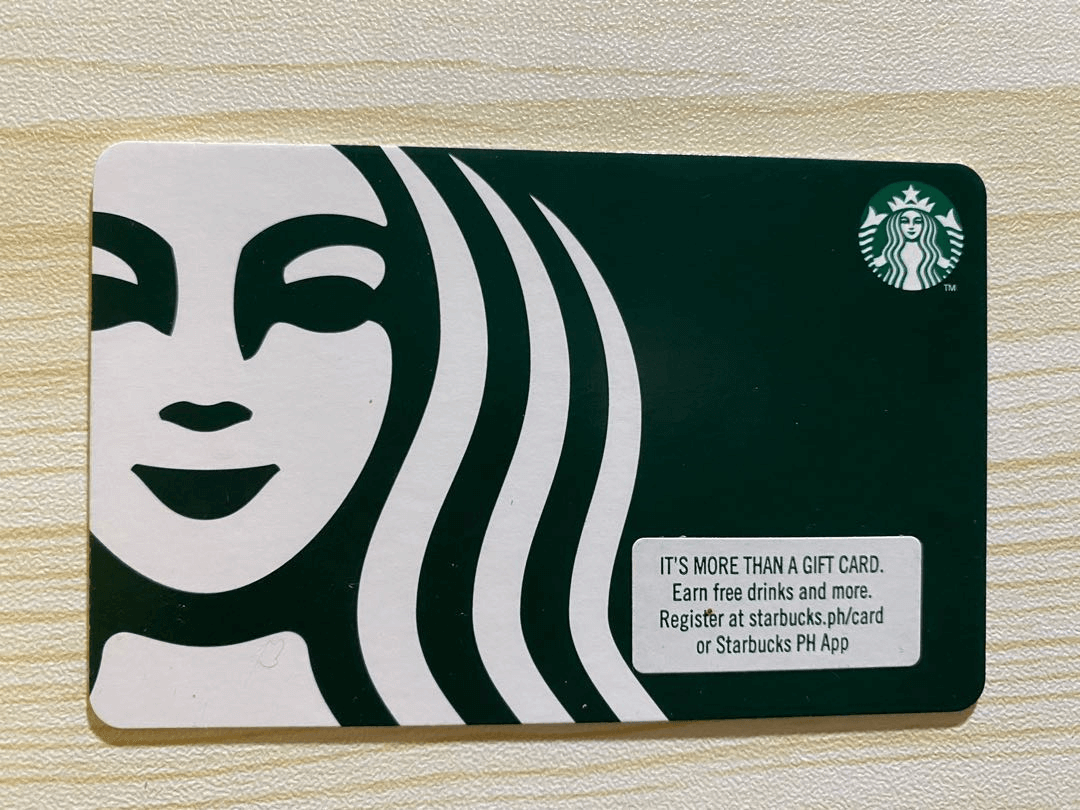 TM
IT'S MORE THAN A GIFT CARD.
Earn free drinks and more.
Register at starbucks.ph/card
or Starbucks PH App